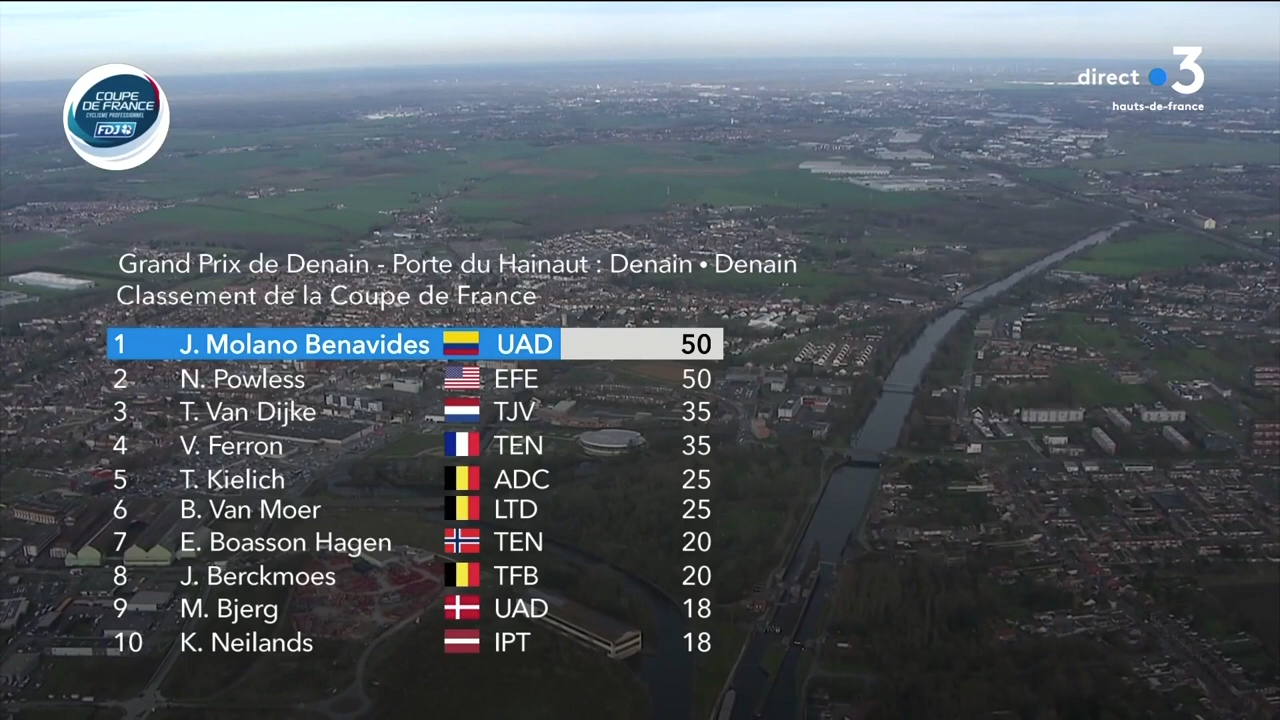 COUPE
DE FRANCE
CYCLISME PROFESSIONNEL
FDJ
direct 3
hauts-de-france
Grand Prix de Denain - Porte du Hainaut : Denain • Denain
Classement de la Coupe de France
1 J. Molano Benavides UAD 50
2 N. Powless EFE 50
3 T. Van Dijke TJV 35
4 V. Ferron TEN 35
5 T. Kielich ADC 25
6 B. Van Moer LTD 25
7 E. Boasson Hagen TEN 20
8 J. Berckmoes TFB 20
9 M. Bjerg UAD 18
10 K. Neilands IPT 18